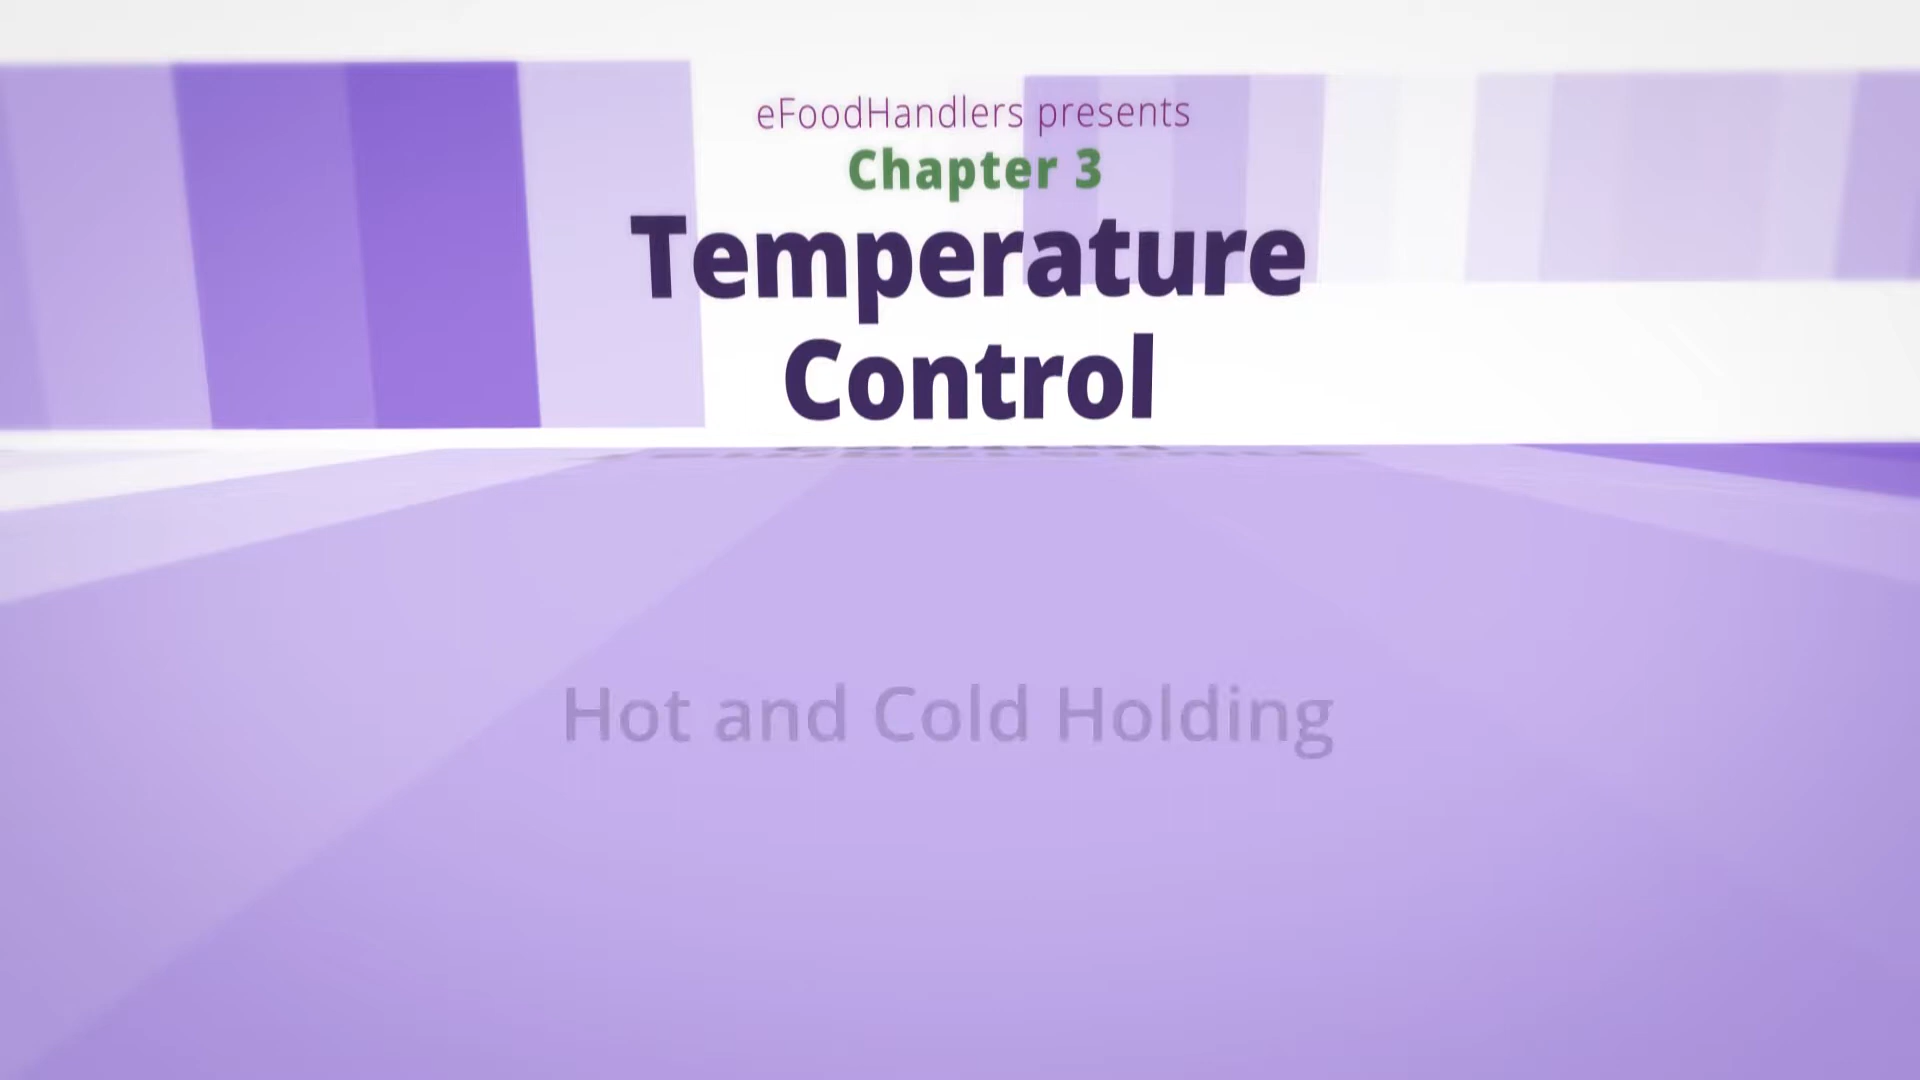 eFoodHandlers presents
Chapter 3
Temperature
Control
Hot and Cold Holding